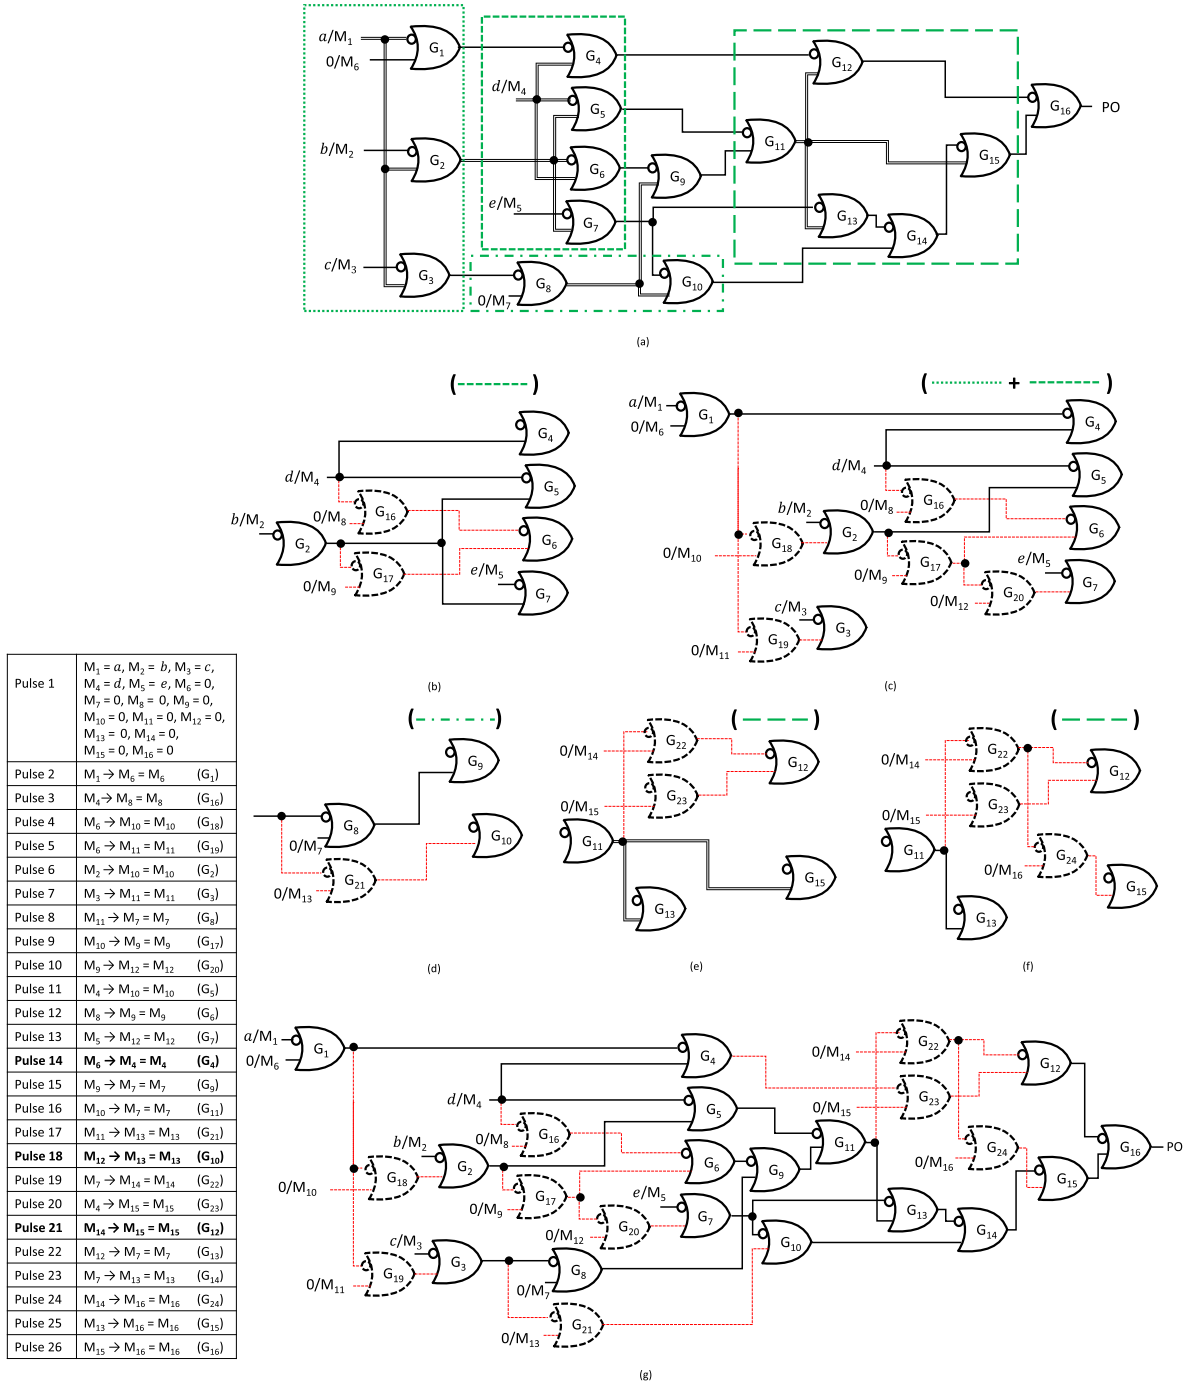 a/M1
0/M6
G1
b/M2
G2
c/M3
G3
d/M4
G4
G5
G6
e/M5
G7
0/M7
G8
G9
G10
G11
G12
G13
G14
G15
G16
PO
(a)
( )
d/M4
b/M2
G2
0/M8
G16
0/M9
G17
e/M5
G4
G5
G6
G7
(b)
( + )
a/M1
0/M6
G1
d/M4
0/M8
G16
b/M2
0/M10
G18
G2
0/M9
G17
0/M12
G20
e/M5
c/M3
0/M11
G19
G3
G4
G5
G6
G7
(c)
Pulse 1
M1 = a, M2 = b, M3 = c,
M4 = d, M5 = e, M6 = 0,
M7 = 0, M8 = 0, M9 = 0,
M10 = 0, M11 = 0, M12 = 0,
M13 = 0, M14 = 0,
M15 = 0, M16 = 0
Pulse 2 M1 → M6 = M6 (G1)
Pulse 3 M4 → M8 = M8 (G16)
Pulse 4 M6 → M10 = M10 (G18)
Pulse 5 M6 → M11 = M11 (G19)
Pulse 6 M2 → M10 = M10 (G2)
Pulse 7 M3 → M11 = M11 (G3)
Pulse 8 M11 → M7 = M7 (G8)
Pulse 9 M10 → M9 = M9 (G17)
Pulse 10 M9 → M12 = M12 (G20)
Pulse 11 M4 → M10 = M10 (G5)
Pulse 12 M8 → M9 = M9 (G6)
Pulse 13 M5 → M12 = M12 (G7)
Pulse 14 M6 → M4 = M4 (G4)
Pulse 15 M9 → M7 = M7 (G9)
Pulse 16 M10 → M7 = M7 (G11)
Pulse 17 M11 → M13 = M13 (G21)
Pulse 18 M12 → M13 = M13 (G10)
Pulse 19 M7 → M14 = M14 (G22)
Pulse 20 M4 → M15 = M15 (G23)
Pulse 21 M14 → M15 = M15 (G12)
Pulse 22 M12 → M7 = M7 (G13)
Pulse 23 M7 → M13 = M13 (G14)
Pulse 24 M14 → M16 = M16 (G24)
Pulse 25 M13 → M16 = M16 (G15)
Pulse 26 M15 → M16 = M16 (G16)
( )
G8
0/M7
G9
G10
G21
0/M13
(d)
( )
0/M14
G22
0/M15
G23
G11
G12
G13
G15
(e)
( )
0/M14
G22
0/M15
G23
G11
0/M16
G24
G12
G13
G15
(f)
a/M1
0/M6
G1
d/M4
0/M8
G16
b/M2
0/M10
G18
G2
0/M9
G17
0/M12
G20
e/M5
c/M3
0/M11
G19
G3
0/M7
G8
0/M13
G21
G4
G5
G6
G7
G9
G10
G11
0/M14
G22
0/M15
G23
0/M16
G24
G12
G13
G14
G15
G16
PO
(g)